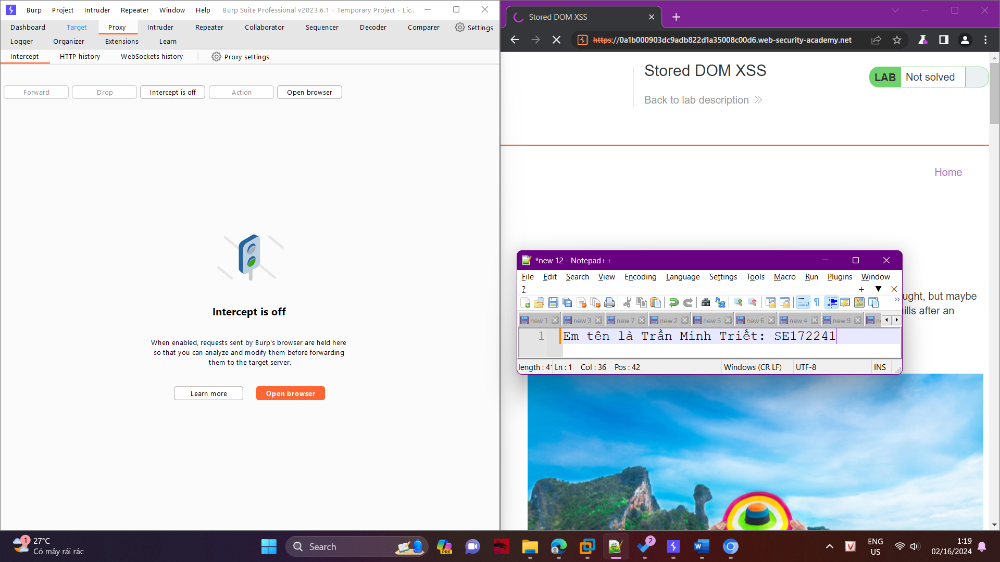 Burp Project Intruder Repeater Window Help Burp Suite Professional v2023.6.1 - Temporary Project - Lic..
Dashboard Target Proxy Intruder Repeater Collaborator Sequencer Decoder Comparer Settings
Logger Organizer Extensions Learn
Intercept HTTP history WebSockets history Proxy settings
Forward Drop Intercept is off Action Open browser
Intercept is off
When enabled, requests sent by Burp's browser are held here
so that you can analyze and modify them before forwarding
them to the target server.
Learn more Open browser
Stored DOM XSS
https://0a1b000903dc9adb822d1a35008c00d6.web-security-academy.net
Stored DOM XSS
LAB Not solved
Back to lab description
Home
ught, but maybe
ills after an
*new 12 - Notepad++
File Edit Search View Encoding Language Settings Tools Macro Run Plugins Window
?
new 1 new 3 new 7 new 2 new 5 new 6 new 4 new 9 ne
1 Em tên là Trần Minh Triết: SE172241
length : 41 Ln : 1 Col : 36 Pos : 42 Windows (CR LF) UTF-8 INS
1 27°C
Có mây rải rác
Search
PRE
2
ENG
US
1:19
02/16/2024